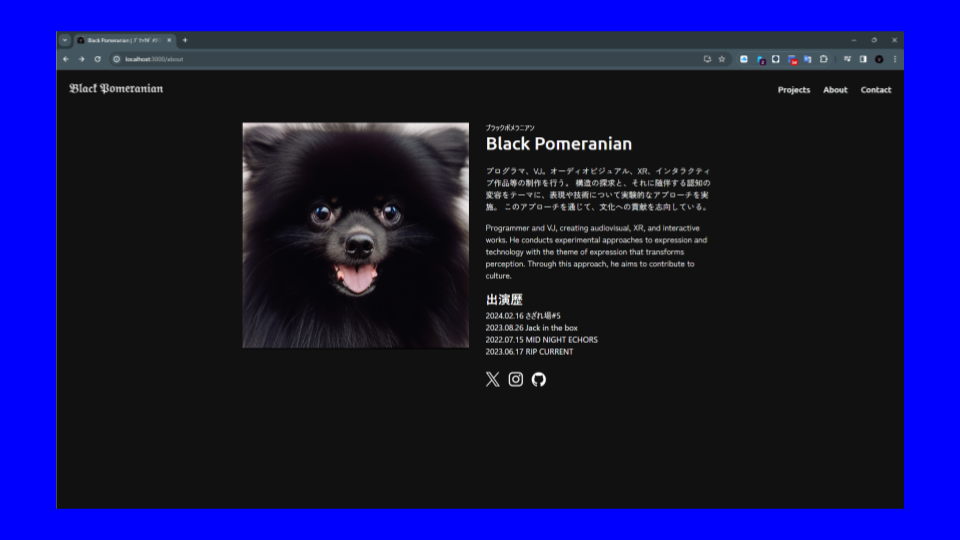 Black Pomeranian
localhost:3000/about
Black Pomeranian
Projects About Contact
ブラックポメラニアン
Black Pomeranian
プログラマ、VJ。オーディオビジュアル、XR、インタラクティ
ブ作品等の制作を行う。 構造の探求と、それに随伴する認知の
変容をテーマに、表現や技術について実験的なアプローチを実
施。 このアプローチを通じて、文化への貢献を志向している。
Programmer and VJ, creating audiovisual, XR, and interactive
works. He conducts experimental approaches to expression and
technology with the theme of expression that transforms
perception. Through this approach, he aims to contribute to
culture.
出演歴
2024.02.16 さざれ場#5
2023.08.26 Jack in the box
2022.07.15 MID NIGHT ECHORS
2023.06.17 RIP CURRENT